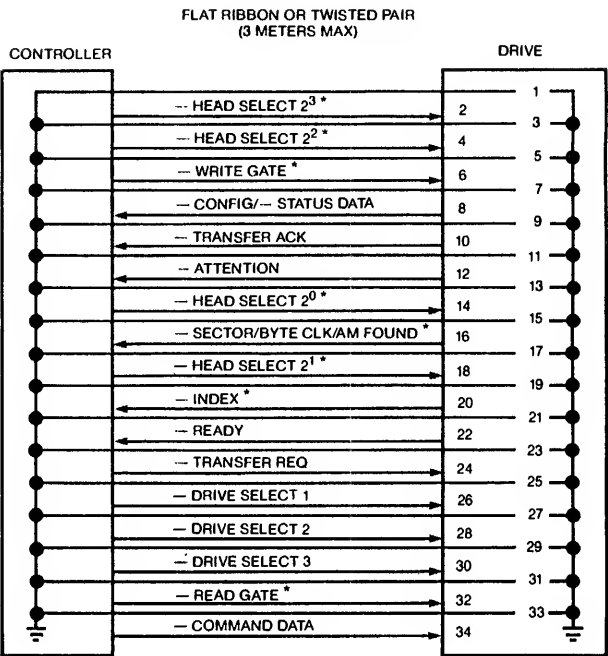 FLAT RIBBON OR TWISTED PAIR
(3 METERS MAX)
CONTROLLER DRIVE
1
— HEAD SELECT 2³ * 2
3
— HEAD SELECT 2² * 4
5
— WRITE GATE * 6
7
— CONFIG/— STATUS DATA 8
9
— TRANSFER ACK 10
11
— ATTENTION 12
13
— HEAD SELECT 2⁰ * 14
15
— SECTOR/BYTE CLK/AM FOUND * 16
17
— HEAD SELECT 2¹ * 18
19
— INDEX * 20
21
— READY 22
23
— TRANSFER REQ 24
25
— DRIVE SELECT 1 26
27
— DRIVE SELECT 2 28
29
— DRIVE SELECT 3 30
31
— READ GATE * 32
33
— COMMAND DATA 34